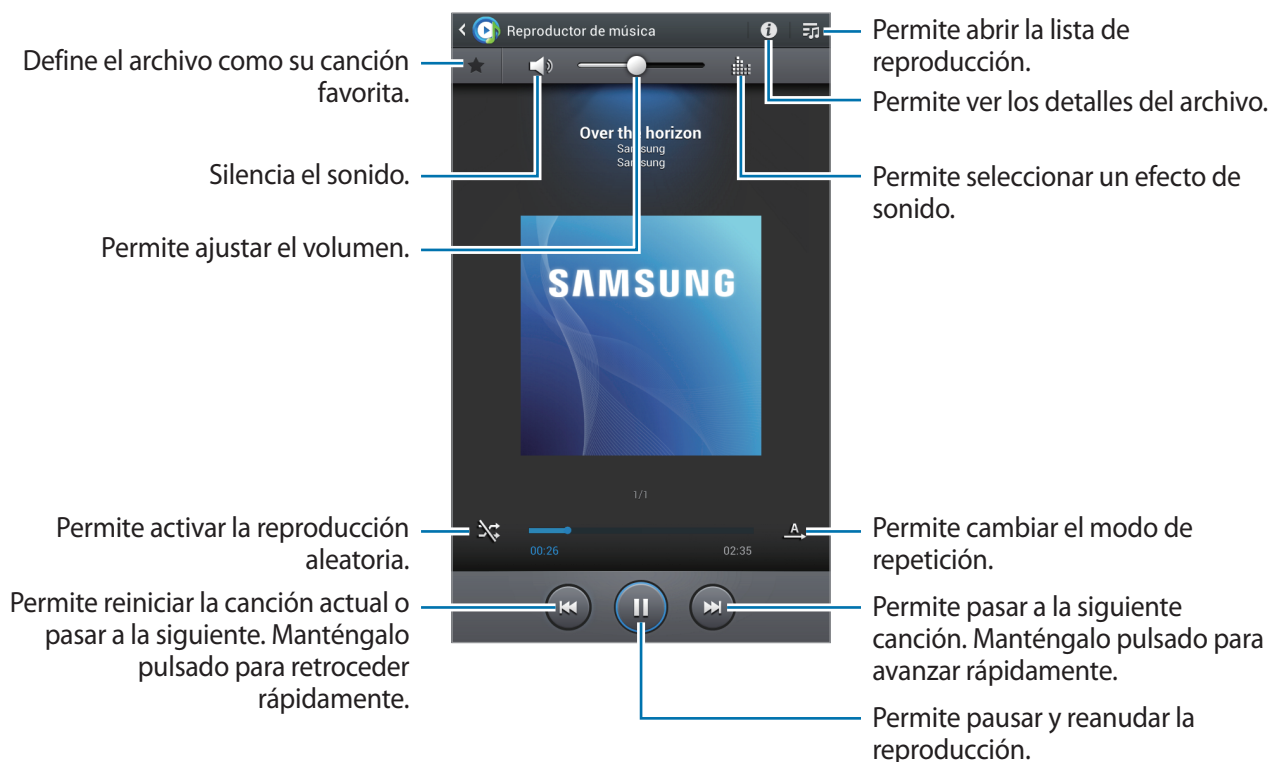 Reproductor de música
Permite abrir la lista de
reproducción.
Define el archivo como su canción
favorita.
Permite ver los detalles del archivo.
Over the horizon
Samsung
Samsung
Silencia el sonido.
Permite seleccionar un efecto de
sonido.
Permite ajustar el volumen.
SAMSUNG
1/1
Permite activar la reproducción
aleatoria.
A
Permite cambiar el modo de
repetición.
00:26
02:35
Permite reiniciar la canción actual o
pasar a la siguiente. Manténgalo
pulsado para retroceder
rápidamente.
Permite pasar a la siguiente
canción. Manténgalo pulsado para
avanzar rápidamente.
Permite pausar y reanudar la
reproducción.